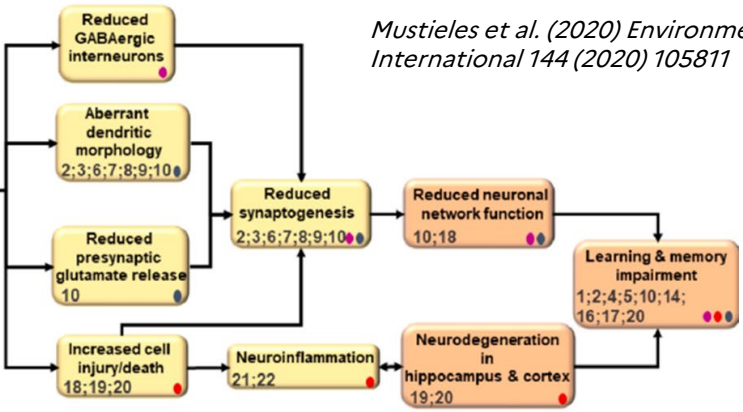 Mustieles et al. (2020)
International 144 (2020) 105811
Reduced
GABAergic
interneurons
Aberrant
dendritic
morphology
2;3;6;7;8;9;10
Reduced
presynaptic
glutamate release
10
Increased cell
injury/death
18;19;20
Reduced
synaptogenesis
2;3;6;7;8;9;10
Neuroinflammation
21;22
Reduced neuronal
network function
10;18
Neurodegeneration
in
hippocampus & cortex
19;20
Learning & memory
impairment
1;2;4;5;10;14;
16;17;20